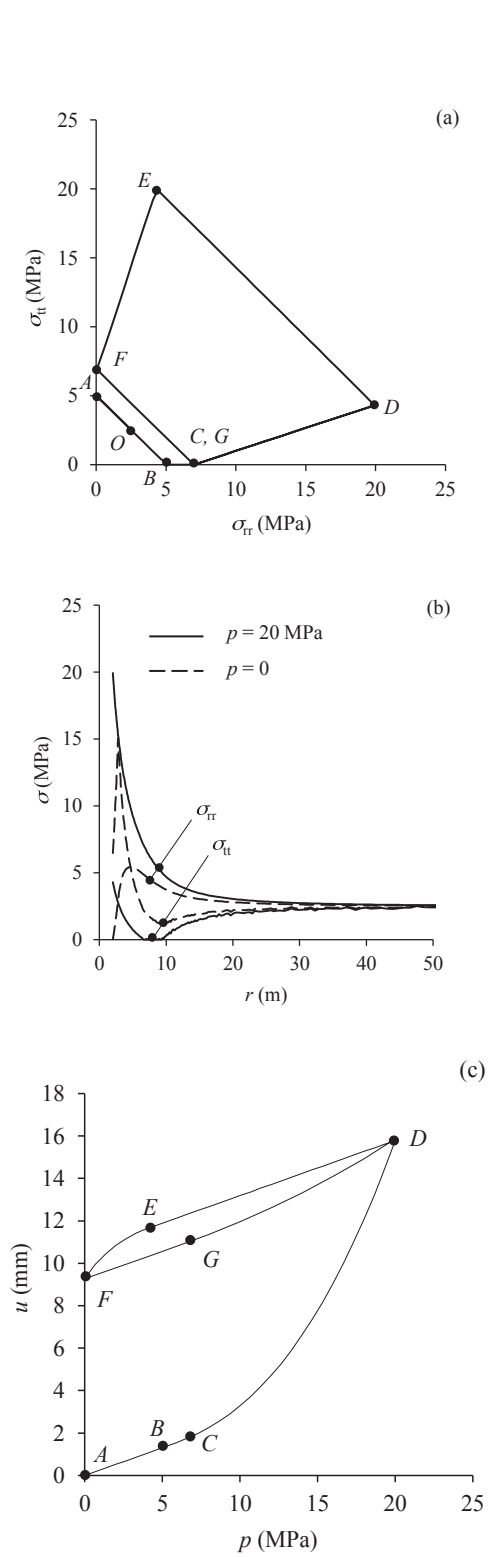 (a)
25
20
15
10
5
0
σtt (MPa)
E
F
A
O
B
C, G
D
0 5 10 15 20 25
σrr (MPa)
(b)
25
20
15
10
5
0
σ (MPa)
p = 20 MPa
p = 0
σrr
σtt
0 10 20 30 40 50
r (m)
(c)
18
16
14
12
10
8
6
4
2
0
u (mm)
D
E
G
F
A
B
C
0 5 10 15 20 25
p (MPa)